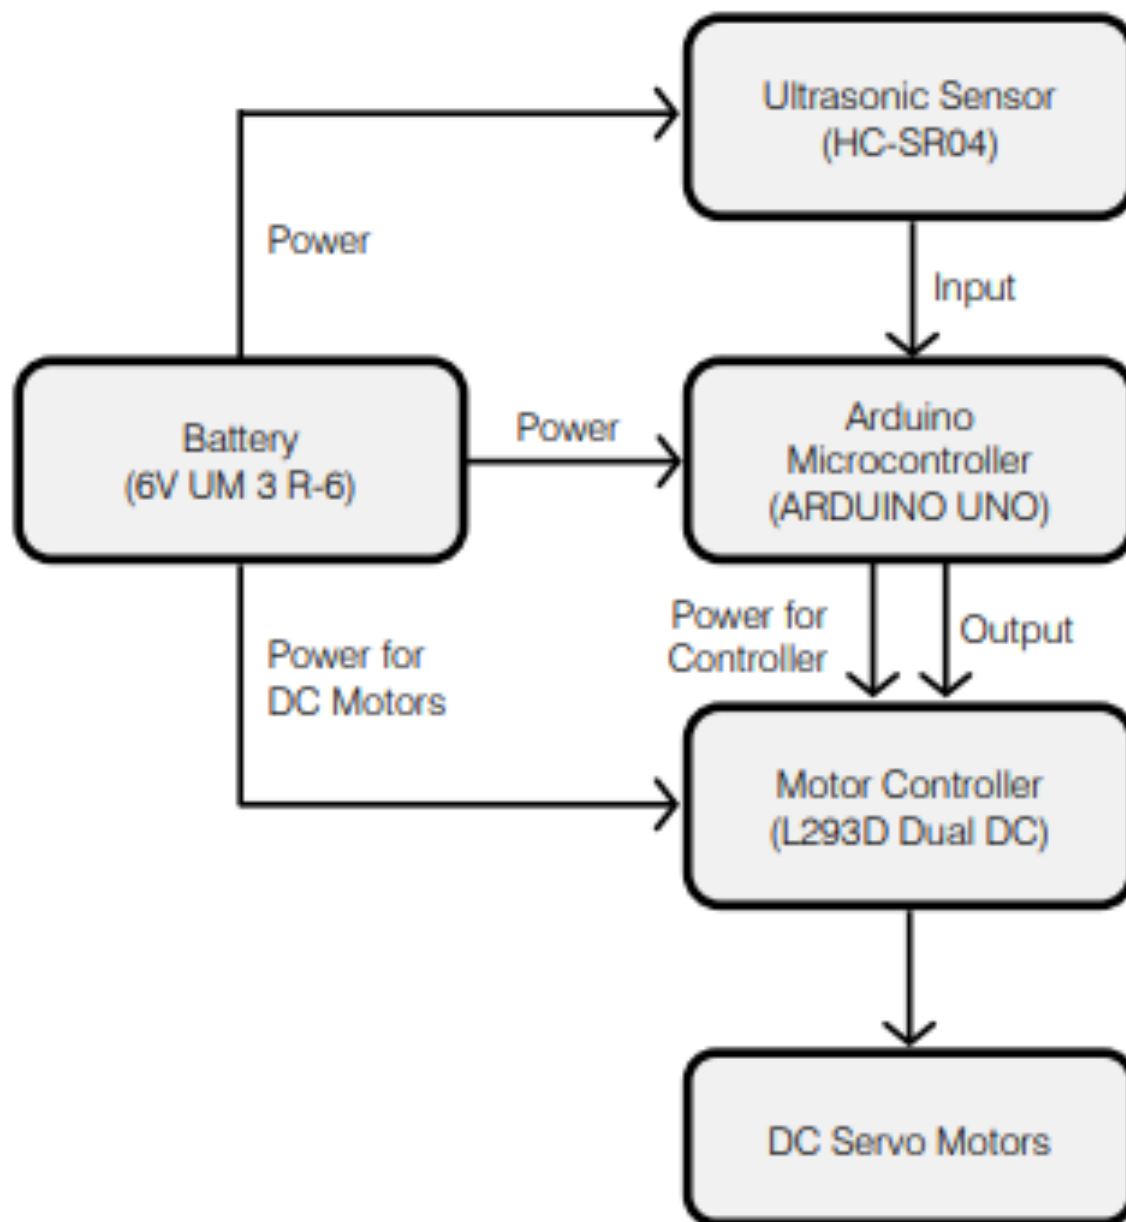 Ultrasonic Sensor
(HC-SR04)
Power
Input
Battery
(6V UM 3 R-6)
Power
Arduino
Microcontroller
(ARDUINO UNO)
Power for
DC Motors
Power for
Controller
Output
Motor Controller
(L293D Dual DC)
DC Servo Motors